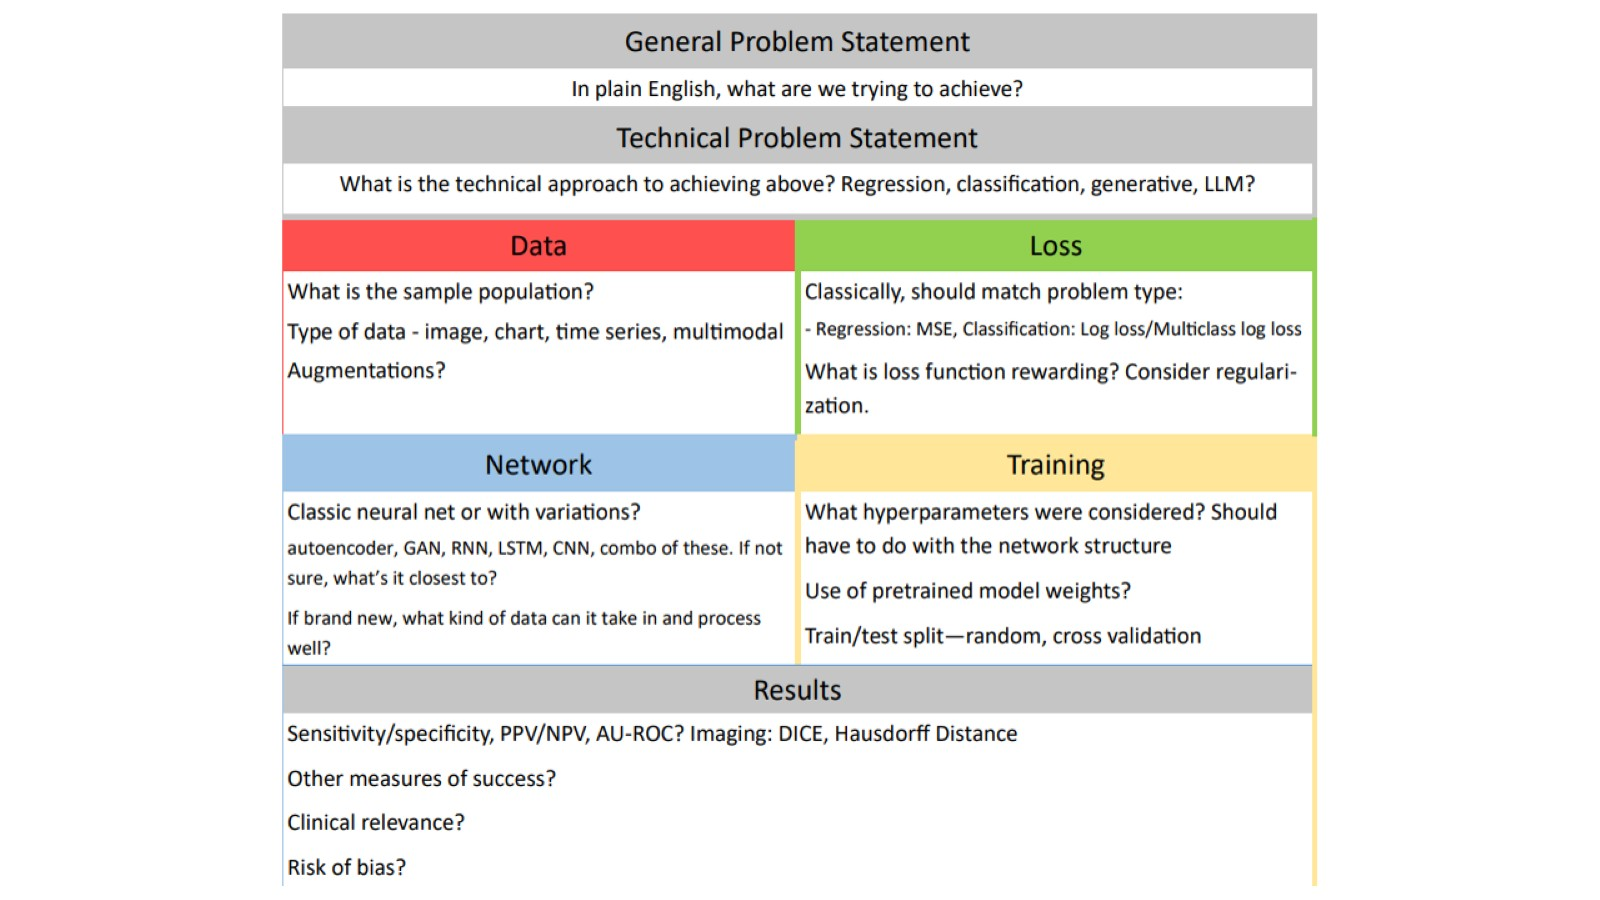 General Problem Statement
In plain English, what are we trying to achieve?
Technical Problem Statement
What is the technical approach to achieving above? Regression, classification, generative, LLM?
Data
What is the sample population?
Type of data - image, chart, time series, multimodal
Augmentations?
Loss
Classically, should match problem type:
- Regression: MSE, Classification: Log loss/Multiclass log loss
What is loss function rewarding? Consider regulari-
zation.
Network
Classic neural net or with variations?
autoencoder, GAN, RNN, LSTM, CNN, combo of these. If not
sure, what’s it closest to?
If brand new, what kind of data can it take in and process
well?
Training
What hyperparameters were considered? Should
have to do with the network structure
Use of pretrained model weights?
Train/test split—random, cross validation
Results
Sensitivity/specificity, PPV/NPV, AU-ROC? Imaging: DICE, Hausdorff Distance
Other measures of success?
Clinical relevance?
Risk of bias?